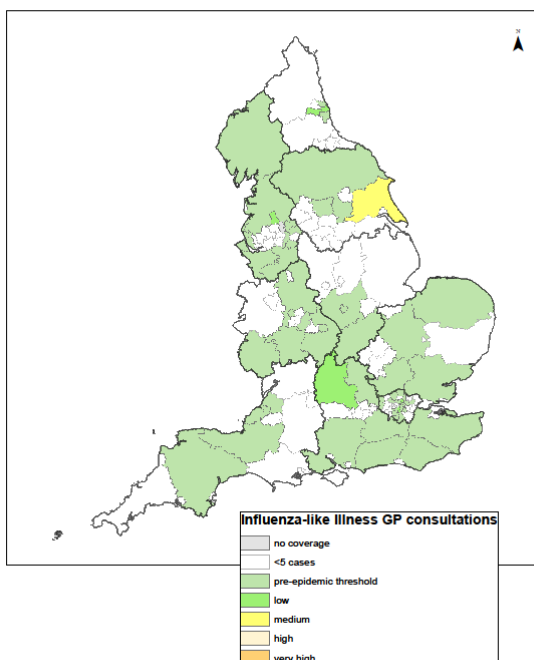 Influenza-like Illness GP consultations
no coverage
<5 cases
pre-epidemic threshold
low
medium
high
very high